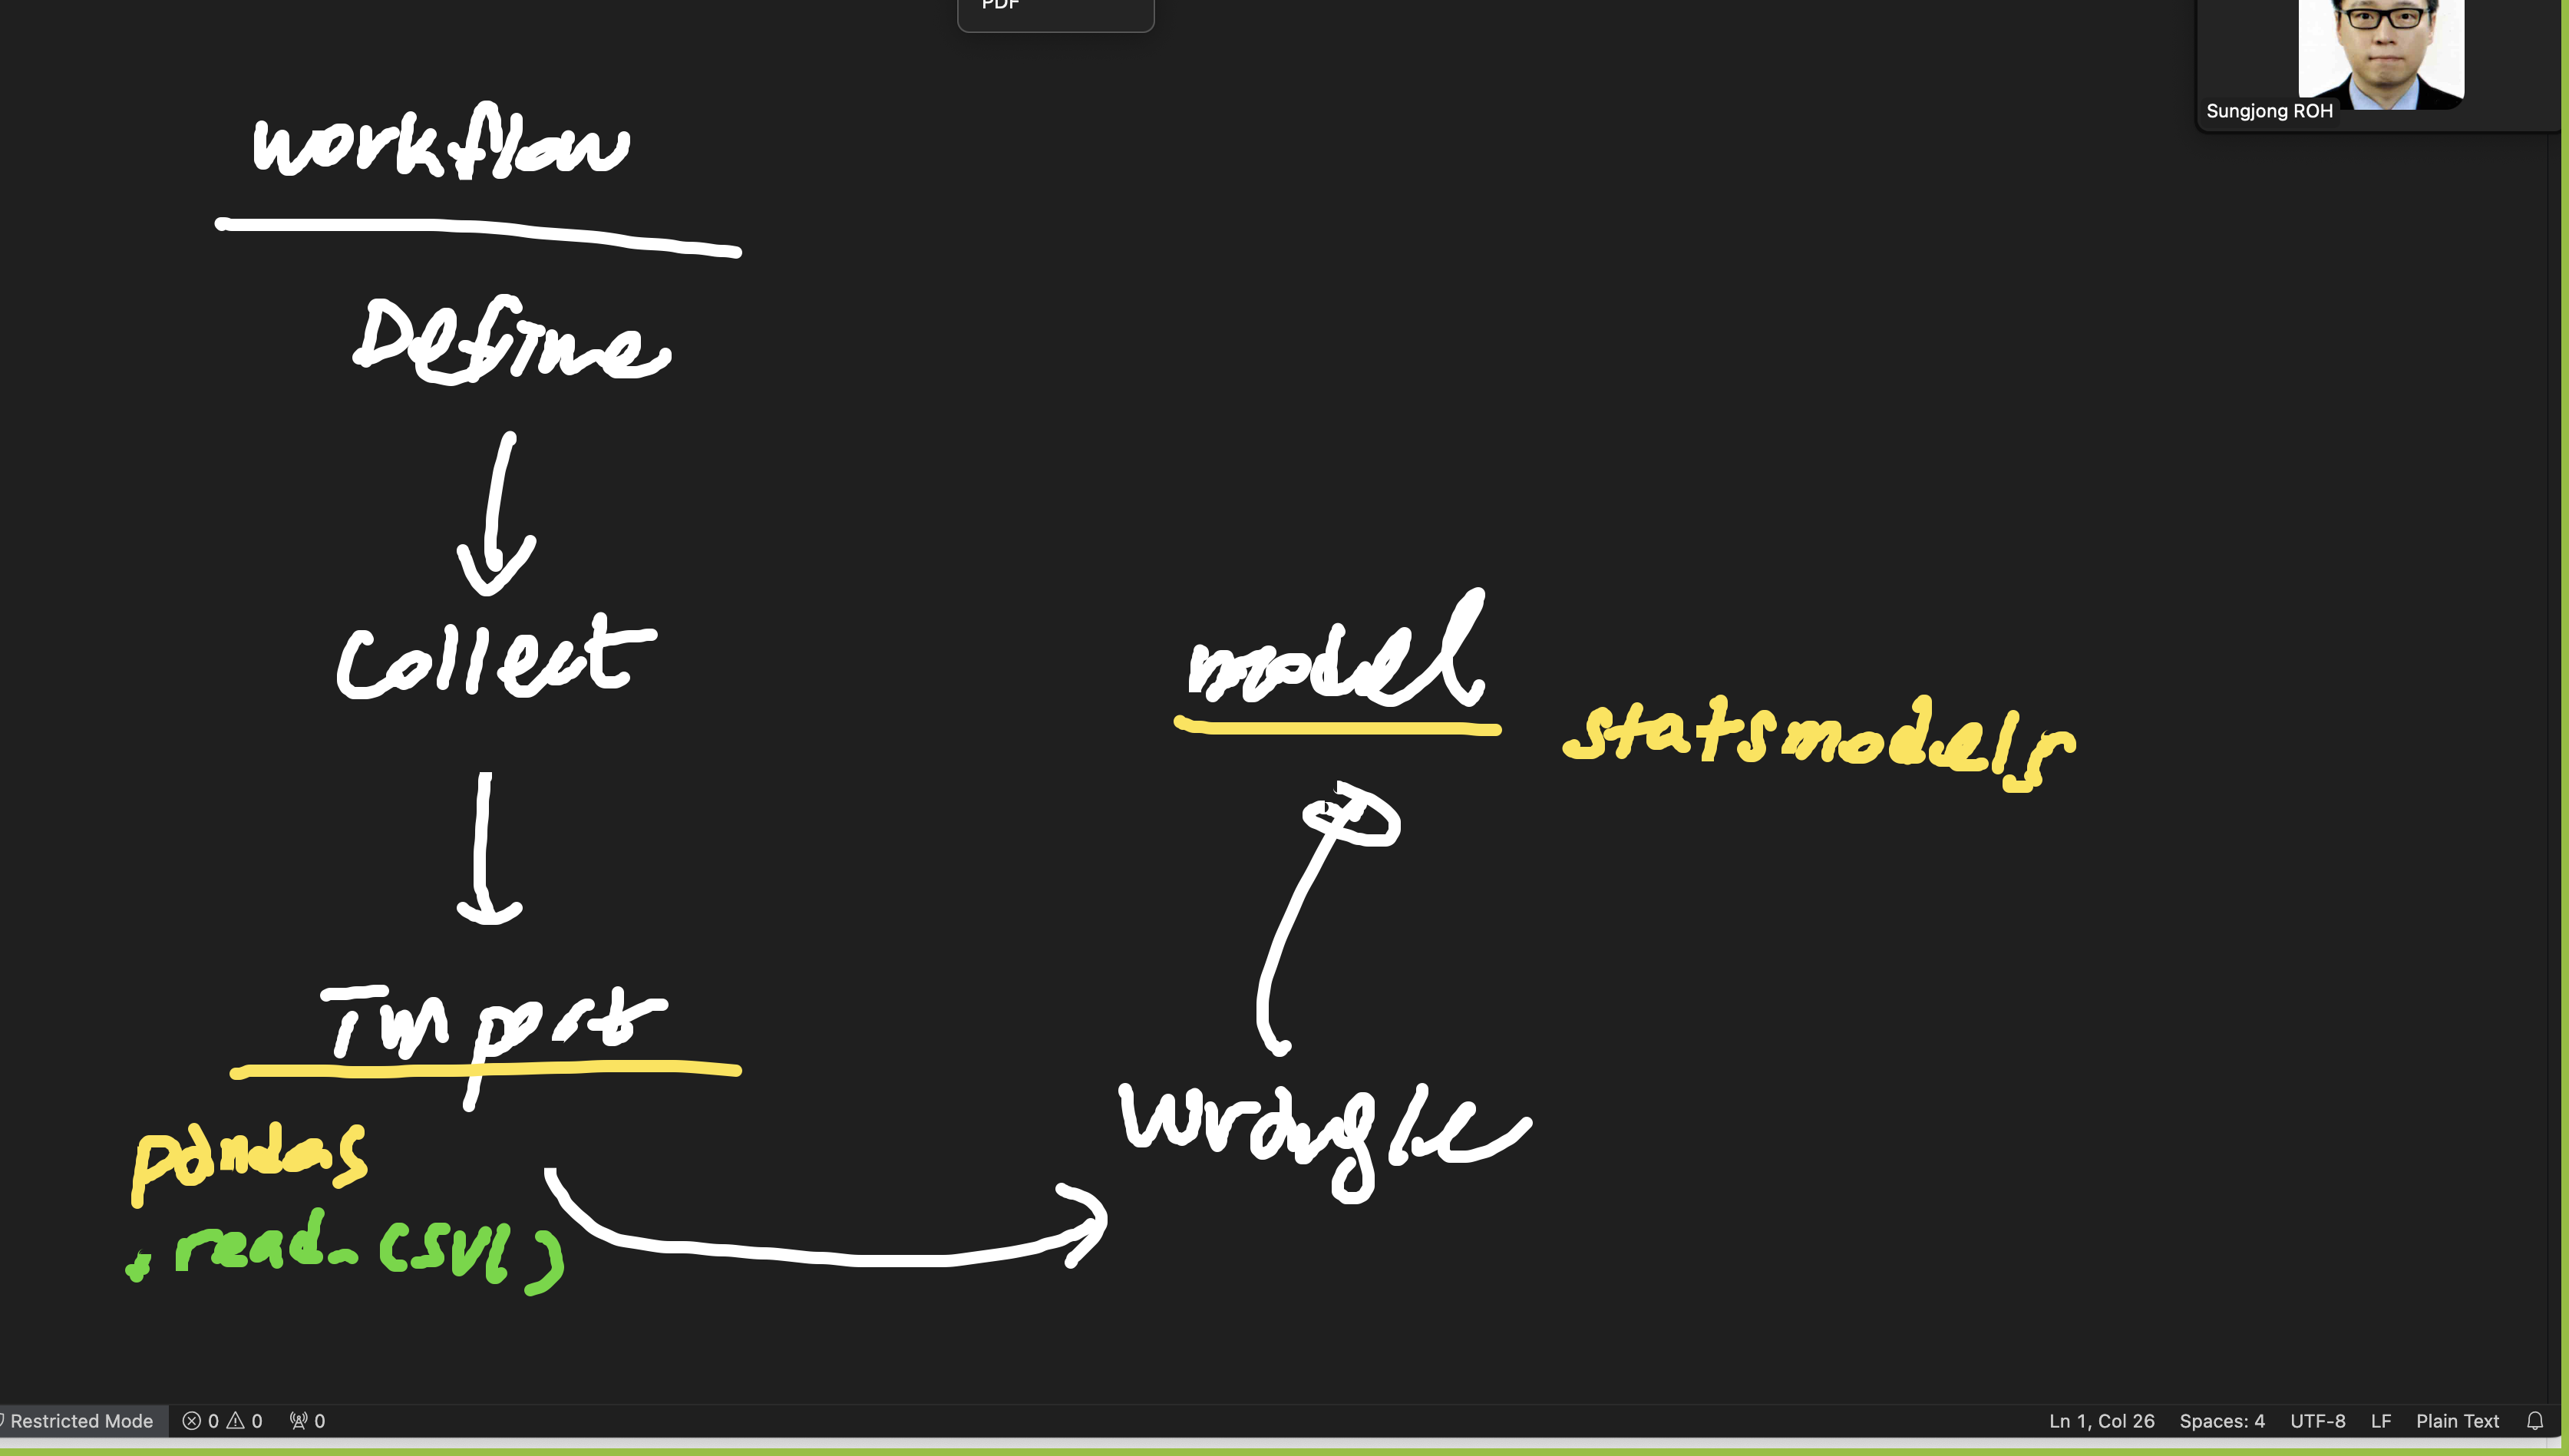 PDF
Sungjong ROH
workflow
Define
Collect
Import
pandas
.read_csv()
model
statsmodels
wrangle
Restricted Mode
0
0
0
Ln 1, Col 26
Spaces: 4
UTF-8
LF
Plain Text